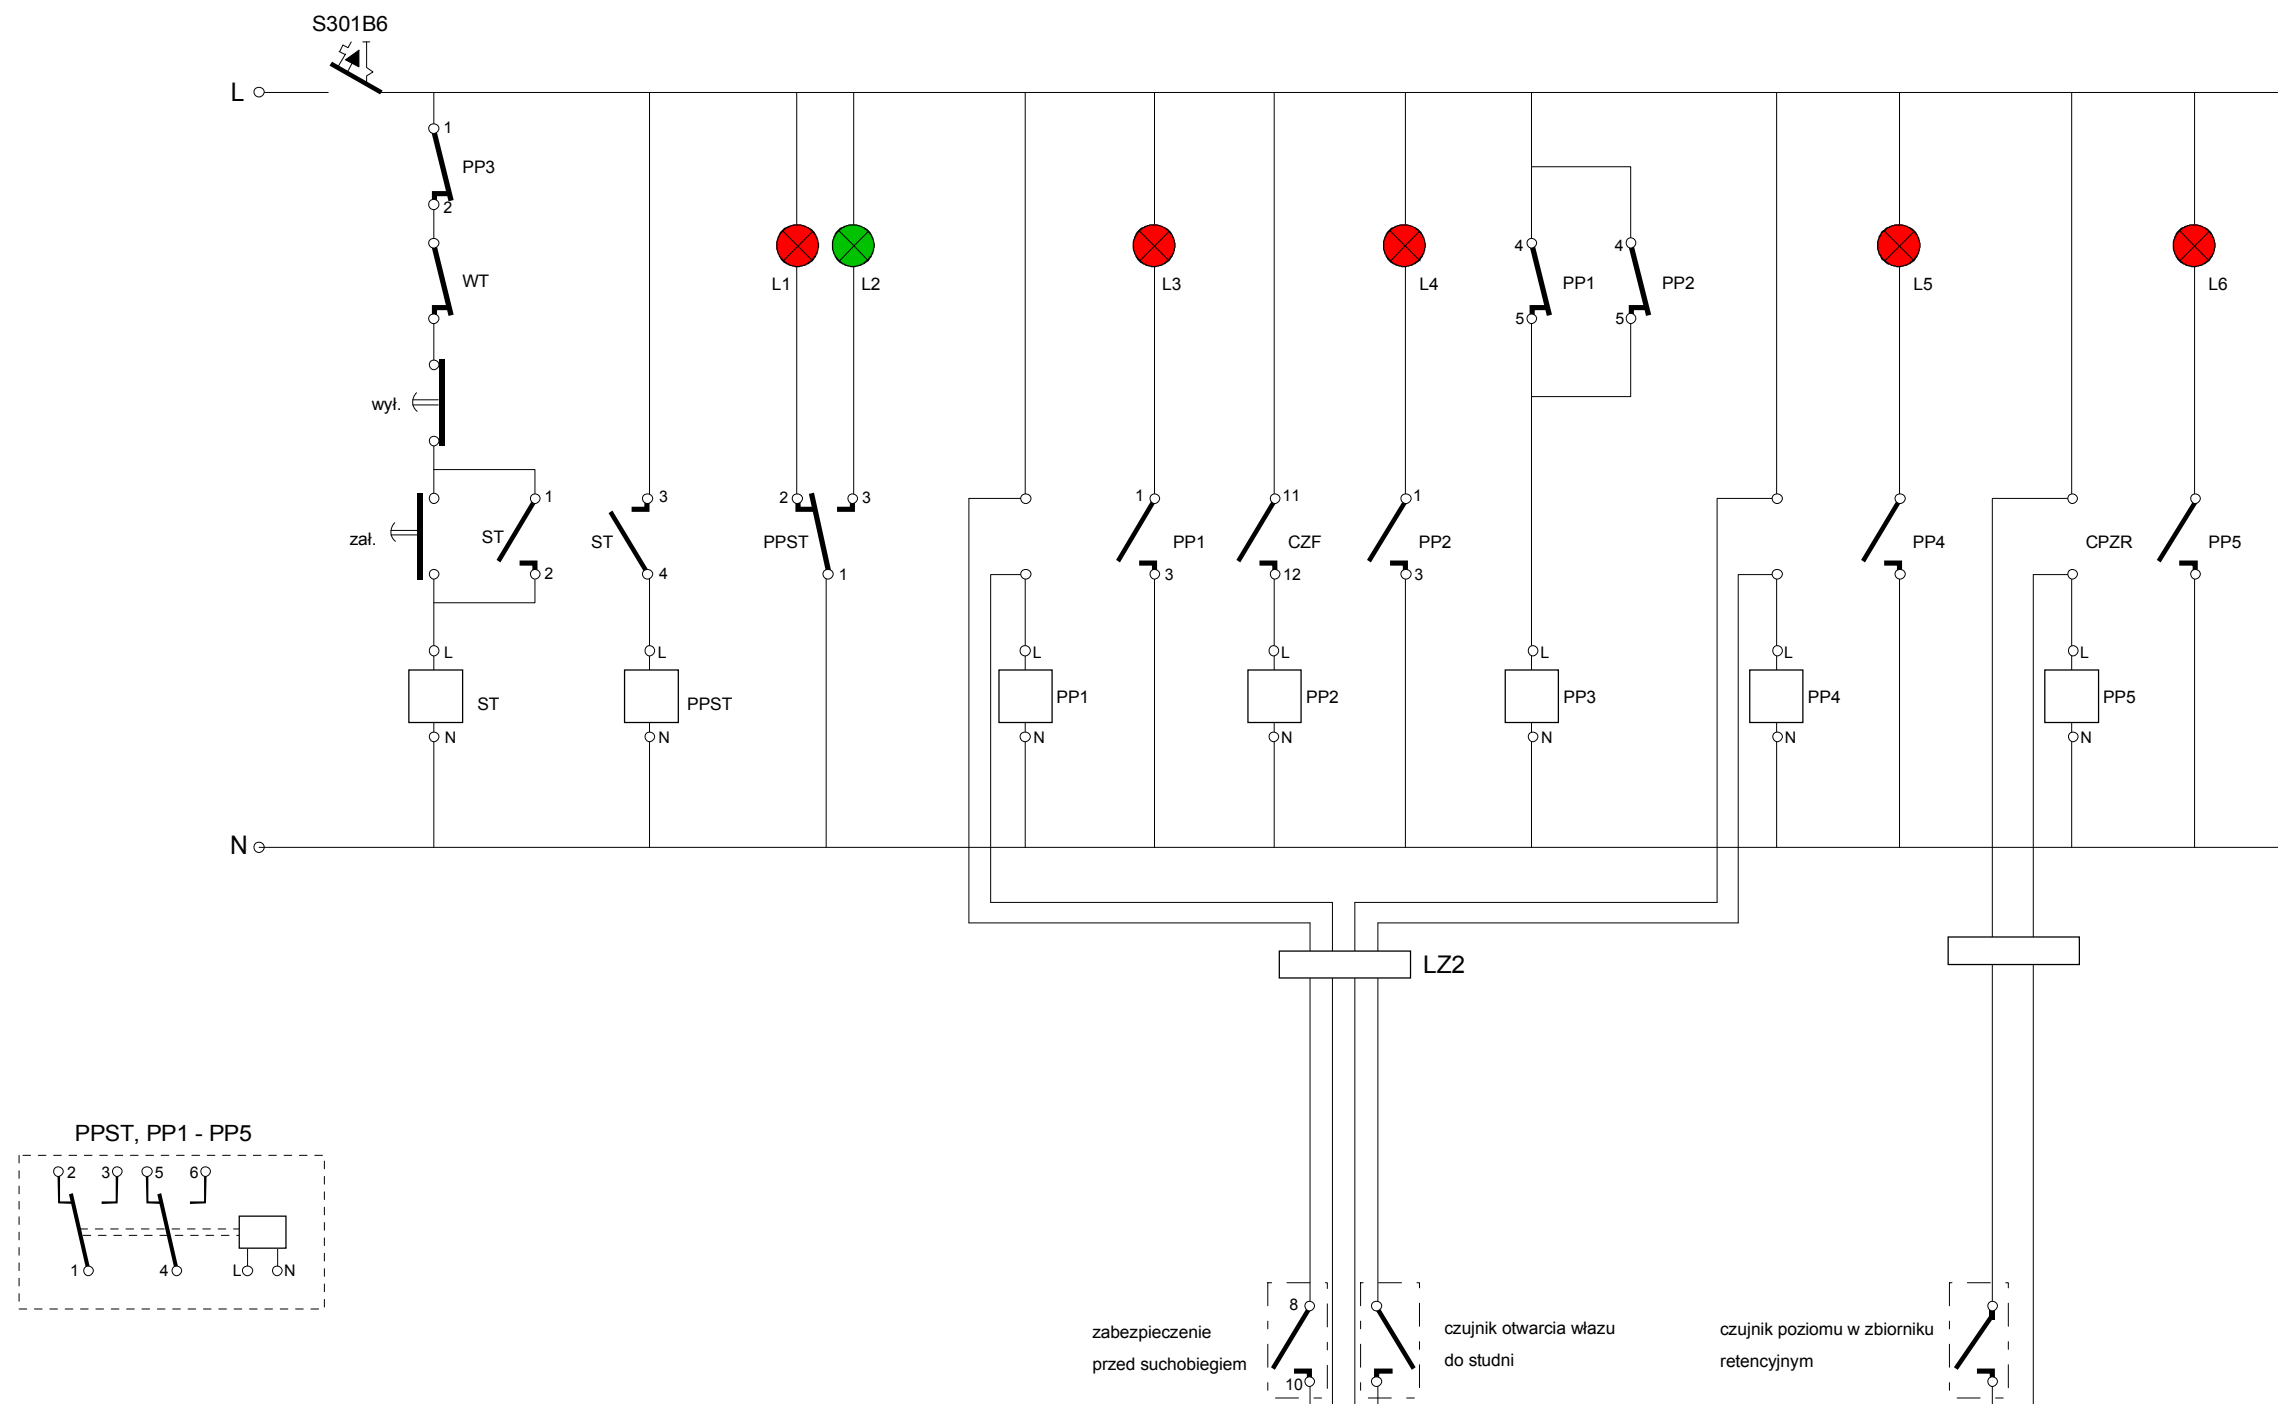 S301B6
L
1
PP3
2
WT
wył.
zał.
1
ST
2
L
ST
N
3
ST
4
L
PPST
N
L1
L2
2
3
PPST
1
L
PP1
N
L3
1
PP1
3
11
CZF
12
L
PP2
N
L4
1
PP2
3
4
PP1
5
4
PP2
5
L
PP3
N
L
PP4
N
L5
PP4
CPZR
L
PP5
N
L6
PP5
N
LZ2
PPST, PP1 - PP5
2 3 5 6
1 4 L N
8
10
zabezpieczenie
przed suchobiegiem
czujnik otwarcia włazu
do studni
czujnik poziomu w zbiorniku
retencyjnym